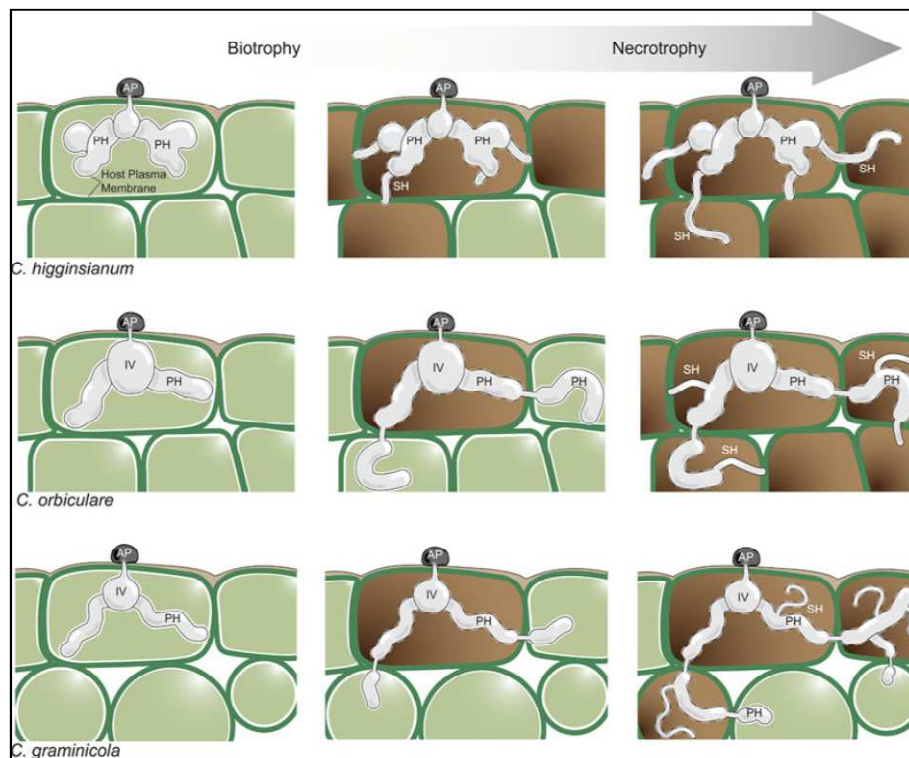 Biotrophy Necrotrophy
AP AP AP
PH PH PH PH PH PH
Host Plasma
Membrane
SH SH
SH
C. higginsianum
AP AP AP
IV PH IV PH PH SH IV PH SH PH
SH
C. orbiculare
AP AP AP
IV PH IV PH IV SH PH
PH
C. graminicola